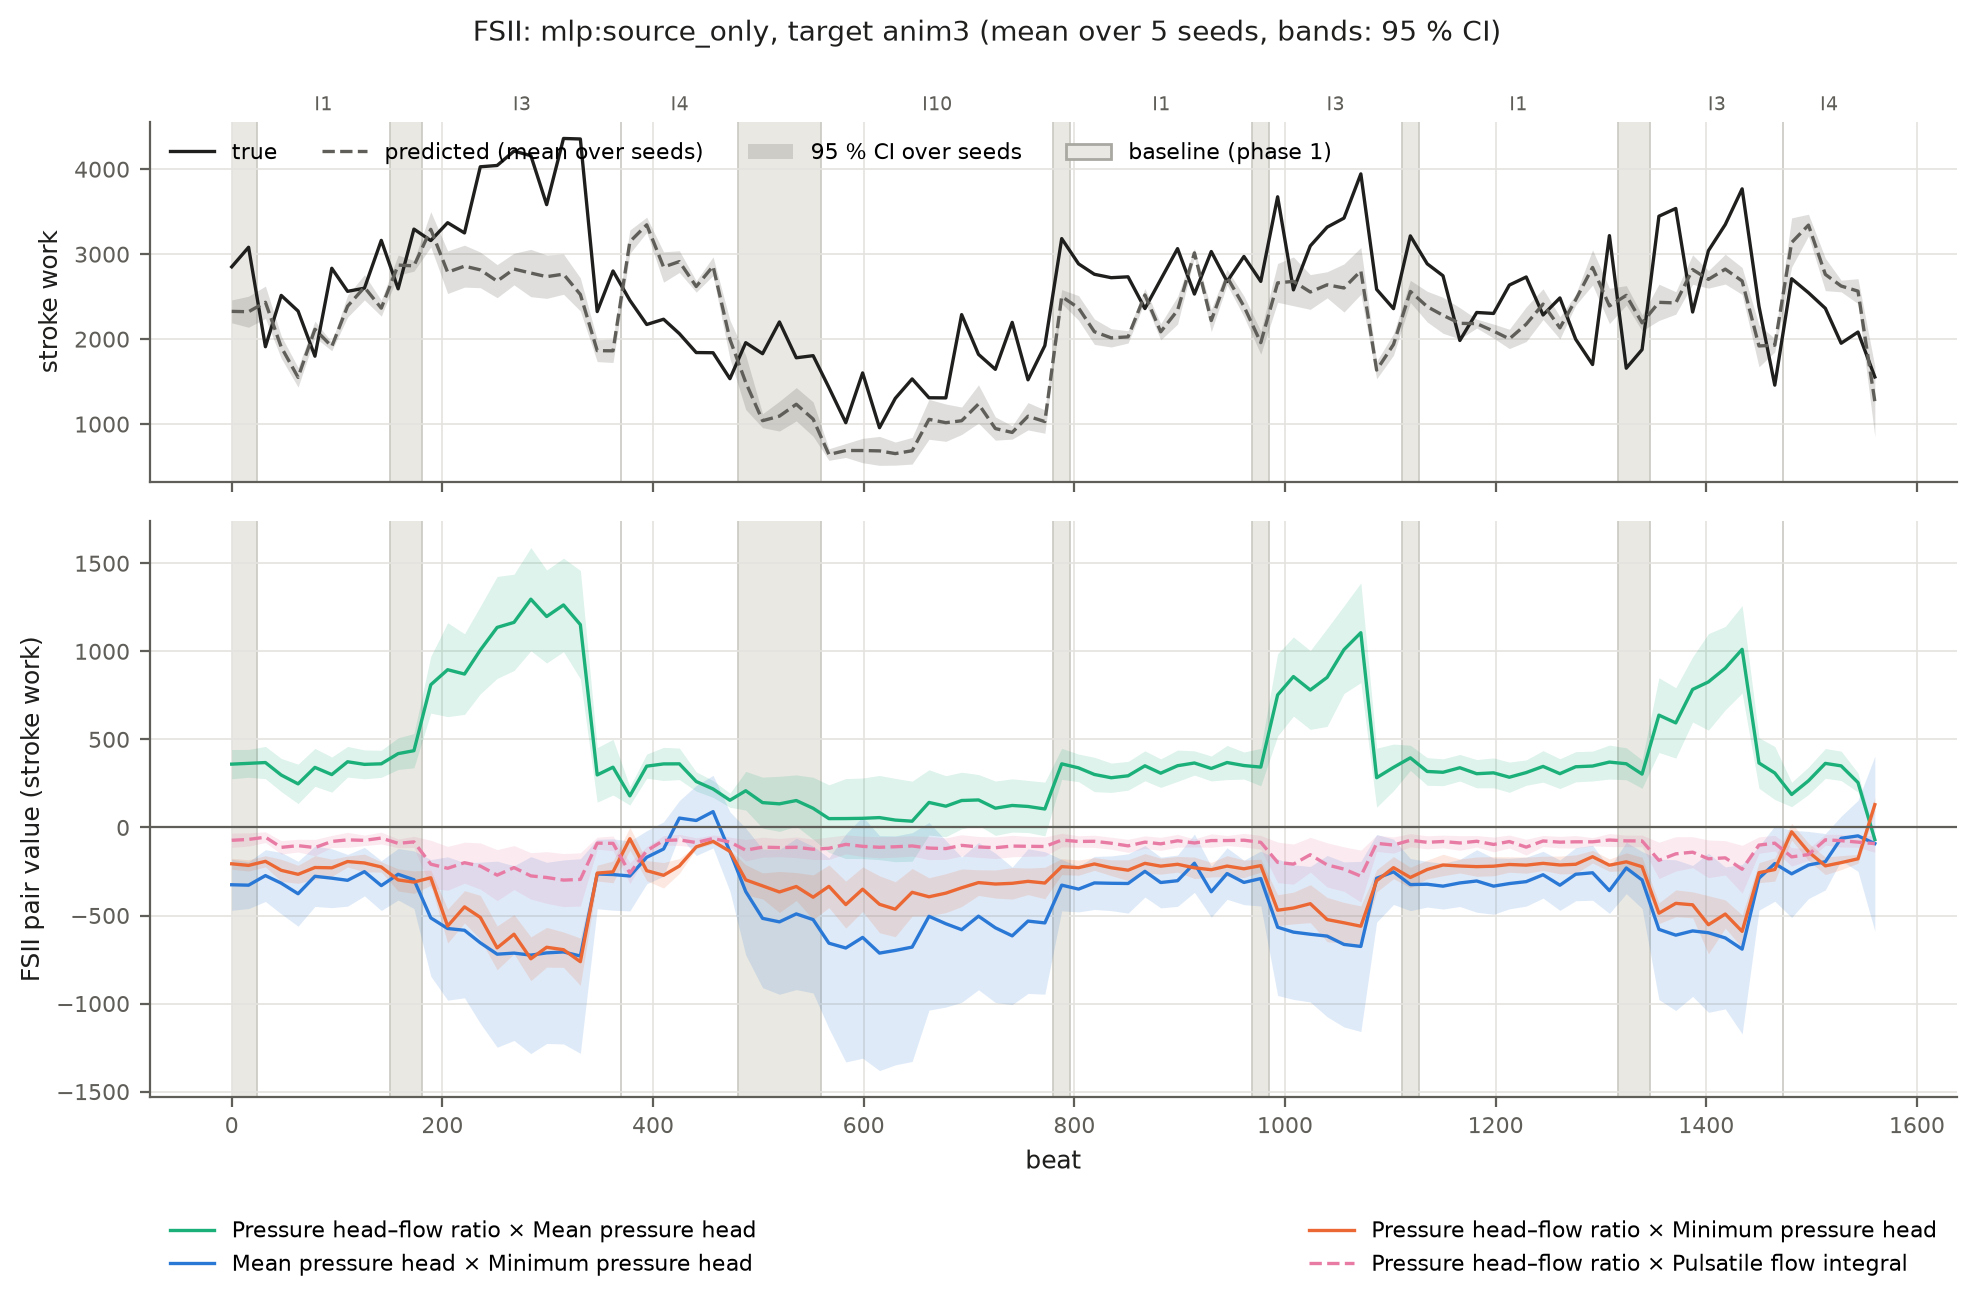 FSII: mlp:source_only, target anim3 (mean over 5 seeds, bands: 95 % CI)
I1 I3 I4 I10 I1 I3 I1 I3 I4
true predicted (mean over seeds) 95 % CI over seeds baseline (phase 1)
stroke work
4000
3000
2000
1000
FSII pair value (stroke work)
1500
1000
500
0
−500
−1000
−1500
0 200 400 600 800 1000 1200 1400 1600
beat
Pressure head–flow ratio × Mean pressure head
Mean pressure head × Minimum pressure head
Pressure head–flow ratio × Minimum pressure head
Pressure head–flow ratio × Pulsatile flow integral